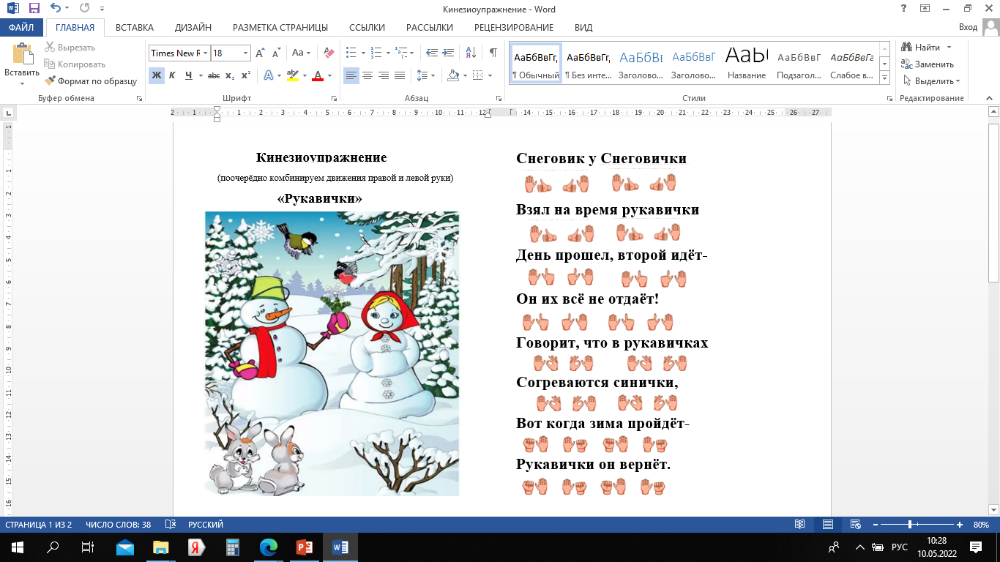 Кинезиоупражнение - Word
Вход
ФАЙЛ ГЛАВНАЯ ВСТАВКА ДИЗАЙН РАЗМЕТКА СТРАНИЦЫ ССЫЛКИ РАССЫЛКИ РЕЦЕНЗИРОВАНИЕ ВИД
Вставить
Вырезать
Копировать
Формат по образцу
Буфер обмена
Times New R 18
Ж К Ч abc x₂ x²
Шрифт
Абзац
АаБбВвГг, АаБбВвГг, АаБбВв АаБбВвГ АаБ АаБбВвГ АаБбВвГг
¶ Обычный ¶ Без инте... Заголово... Заголово... Название Подзагол... Слабое в...
Стили
Найти
Заменить
Выделить
Редактирование
2 1 1 2 3 4 5 6 7 8 9 10 11 12 14 15 16 17 18 19 20 21 22 23 24 25 26 27
Кинезиоупражнение
(поочерёдно комбинируем движения правой и левой руки)
«Рукавички»
Снеговик у Снеговички
Взял на время рукавички
День прошел, второй идёт-
Он их всё не отдаёт!
Говорит, что в рукавичках
Согреваются синички,
Вот когда зима пройдёт-
Рукавички он вернёт.
СТРАНИЦА 1 ИЗ 2 ЧИСЛО СЛОВ: 38 РУССКИЙ 80%
РУС
10:28
10.05.2022